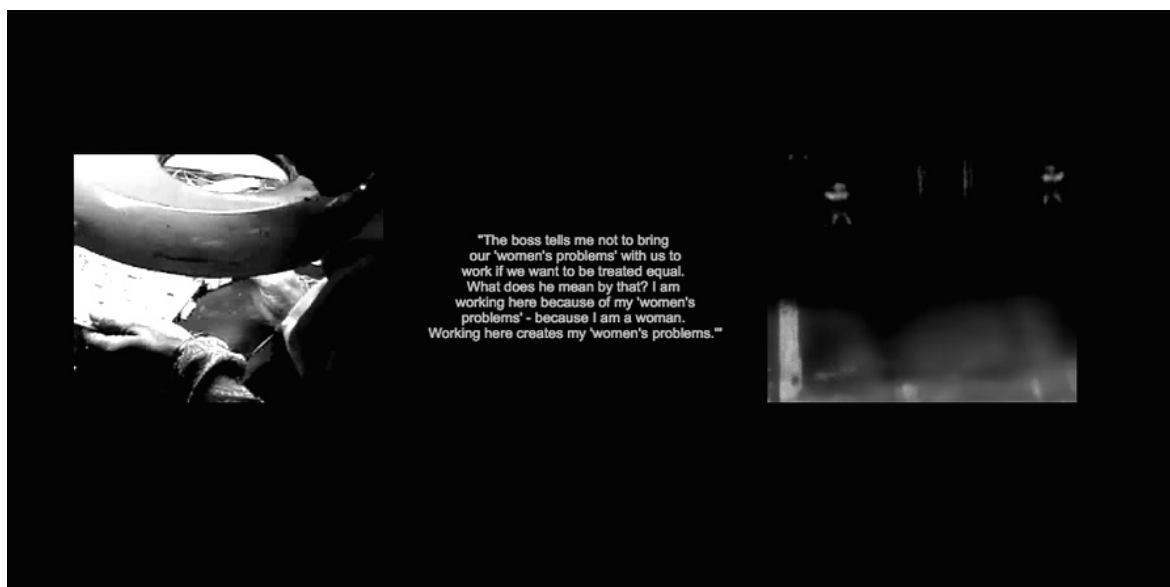 "The boss tells me not to bring
our 'women's problems' with us to
work if we want to be treated equal.
What does he mean by that? I am
working here because of my 'women's
problems' - because I am a woman.
Working here creates my 'women's problems.'"